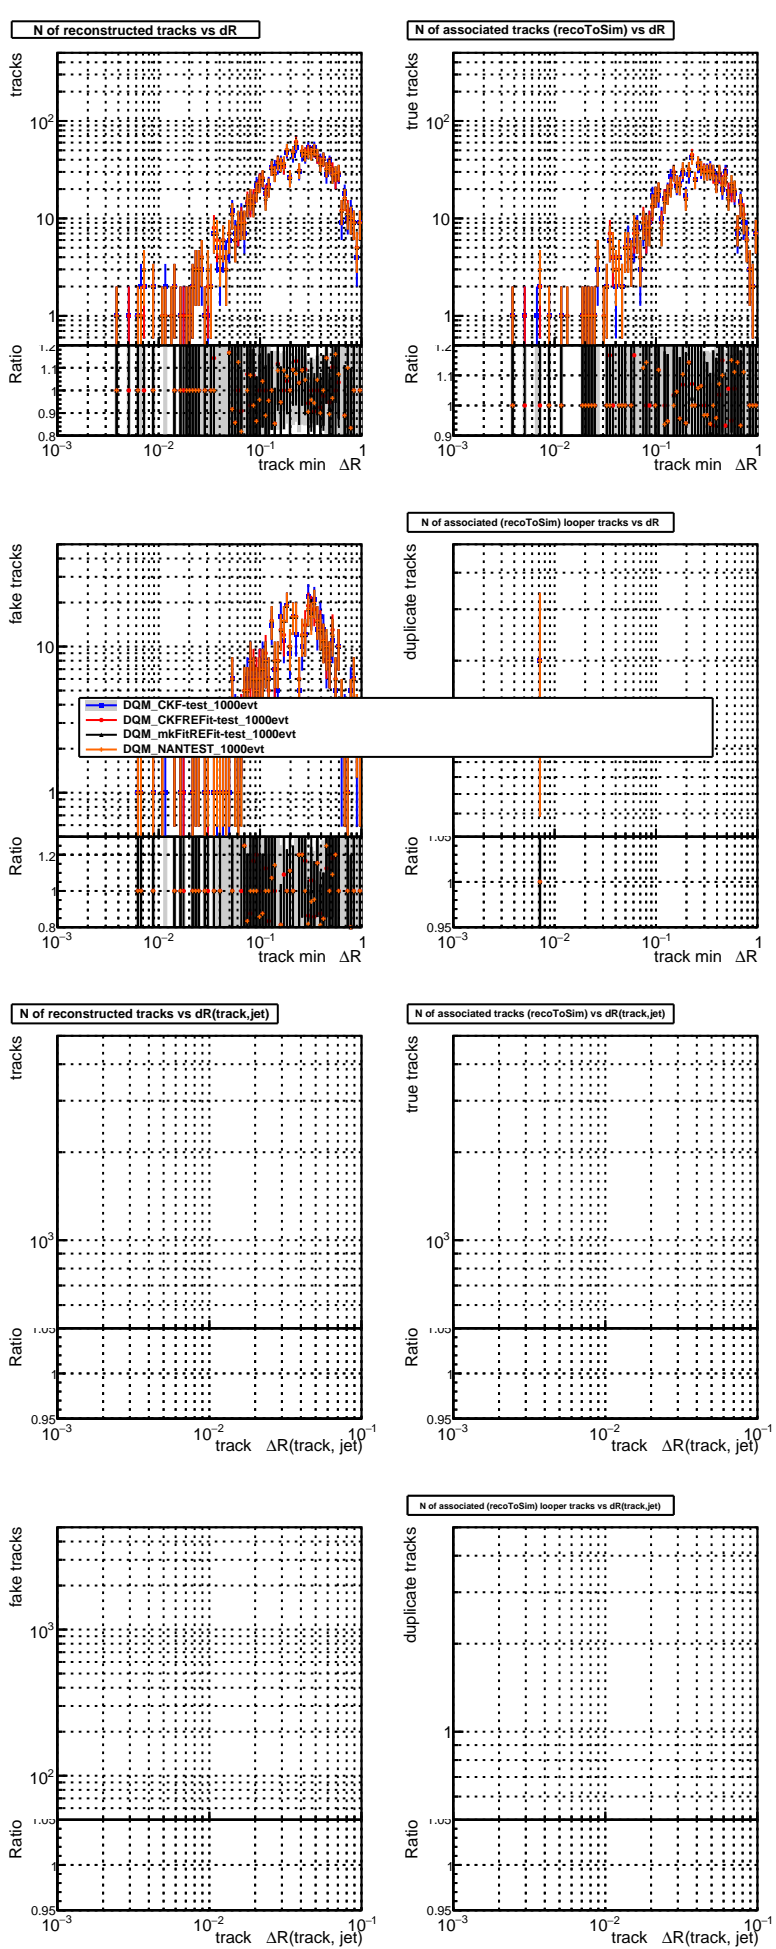 N of reconstructed tracks vs dR
N of associated tracks (recoToSim) vs dR
tracks
10²
10
1
Ratio
1.2
1.1
1
0.9
0.8
10⁻³ 10⁻² 10⁻¹ 1
track min ΔR
true tracks
10²
10
1
Ratio
1.2
1.1
1
0.9
10⁻³ 10⁻² 10⁻¹ 1
track min ΔR
N of associated (recoToSim) looper tracks vs dR
fake tracks
10
1
Ratio
1.2
1
0.8
10⁻³ 10⁻² 10⁻¹ 1
track min ΔR
duplicate tracks
Ratio
1.05
1
0.95
10⁻³ 10⁻² 10⁻¹ 1
track min ΔR
DQM_CKF-test_1000evt
DQM_CKFREFit-test_1000evt
DQM_mkFitREFit-test_1000evt
DQM_NANTEST_1000evt
N of reconstructed tracks vs dR(track,jet)
N of associated tracks (recoToSim) vs dR(track,jet)
tracks
10³
Ratio
1.05
1
0.95
10⁻³ 10⁻² 10⁻¹
track ΔR(track, jet)
true tracks
10³
Ratio
1.05
1
0.95
10⁻³ 10⁻² 10⁻¹
track ΔR(track, jet)
N of associated (recoToSim) looper tracks vs dR(track,jet)
fake tracks
10³
10²
Ratio
1.05
1
0.95
10⁻³ 10⁻² 10⁻¹
track ΔR(track, jet)
duplicate tracks
1
Ratio
1.05
1
0.95
10⁻³ 10⁻² 10⁻¹
track ΔR(track, jet)